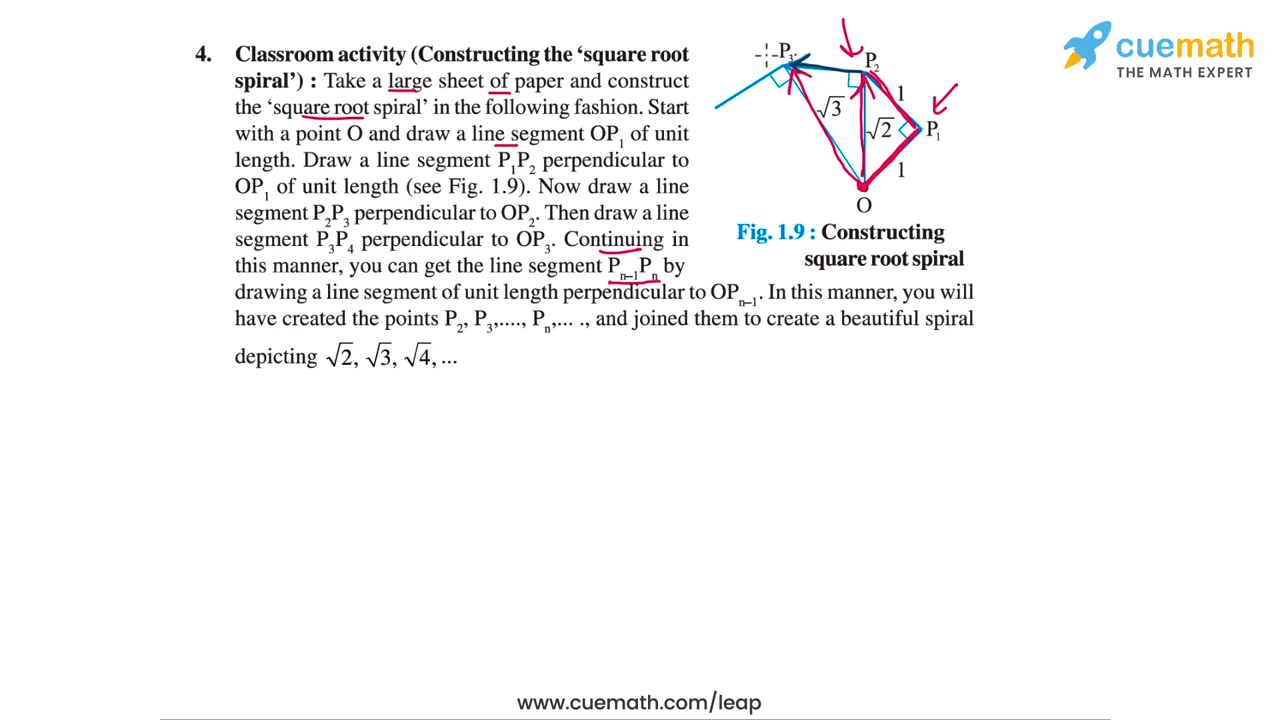 4. Classroom activity (Constructing the ‘square root
spiral’) : Take a large sheet of paper and construct
the ‘square root spiral’ in the following fashion. Start
with a point O and draw a line segment OP₁ of unit
length. Draw a line segment P₁P₂ perpendicular to
OP₁ of unit length (see Fig. 1.9). Now draw a line
segment P₂P₃ perpendicular to OP₂. Then draw a line
segment P₃P₄ perpendicular to OP₃. Continuing in
this manner, you can get the line segment Pₙ₋₁Pₙ by
drawing a line segment of unit length perpendicular to OPₙ₋₁. In this manner, you will
have created the points P₂, P₃,...., Pₙ,... ., and joined them to create a beautiful spiral
depicting √2, √3, √4, ...
P₃
P₂
1
√3
√2
P₁
1
O
Fig. 1.9 : Constructing
square root spiral
cuemath
THE MATH EXPERT
www.cuemath.com/leap